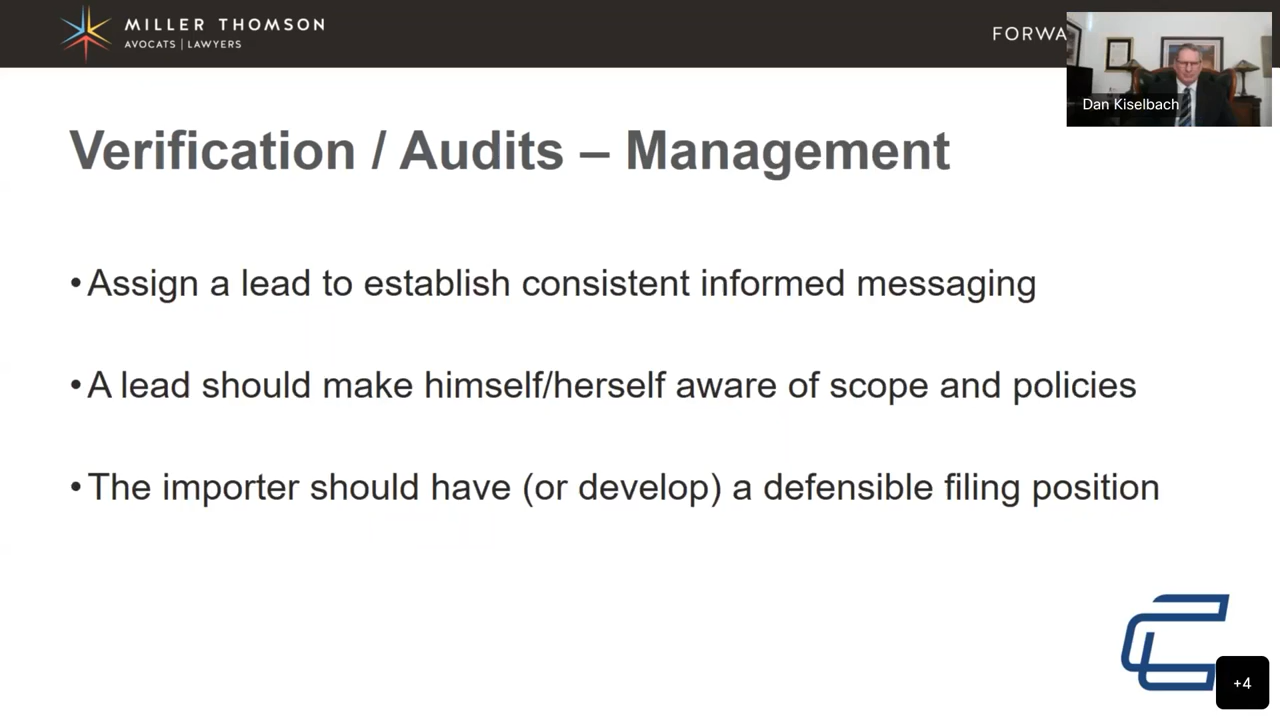 MILLER THOMSON
AVOCATS | LAWYERS
FORWA
Dan Kiselbach
Verification / Audits – Management
• Assign a lead to establish consistent informed messaging
• A lead should make himself/herself aware of scope and policies
• The importer should have (or develop) a defensible filing position
+4